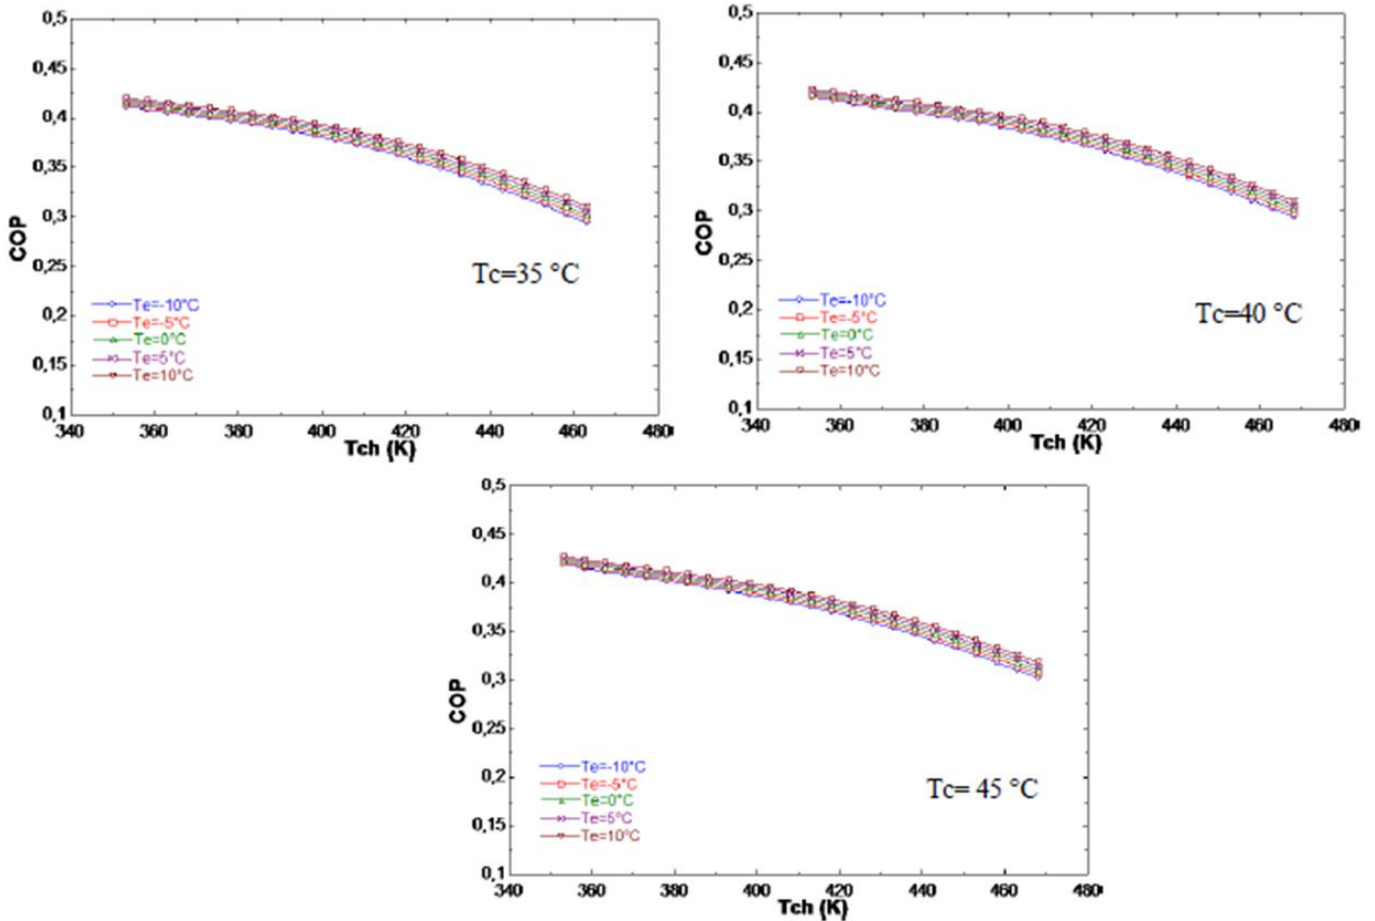 0,5
0,45
0,4
0,35
0,3
0,25
0,2
0,15
0,1
COP
Tc=35 °C
Te=-10°C
Te=-5°C
Te=0°C
Te=5°C
Te=10°C
340 360 380 400 420 440 460 480
Tch (K)
0,5
0,45
0,4
0,35
0,3
0,25
0,2
0,15
0,1
COP
Tc=40 °C
Te=-10°C
Te=-5°C
Te=0°C
Te=5°C
Te=10°C
340 360 380 400 420 440 460 480
Tch (K)
0,5
0,45
0,4
0,35
0,3
0,25
0,2
0,15
0,1
COP
Tc= 45 °C
Te=-10°C
Te=-5°C
Te=0°C
Te=5°C
Te=10°C
340 360 380 400 420 440 460 480
Tch (K)